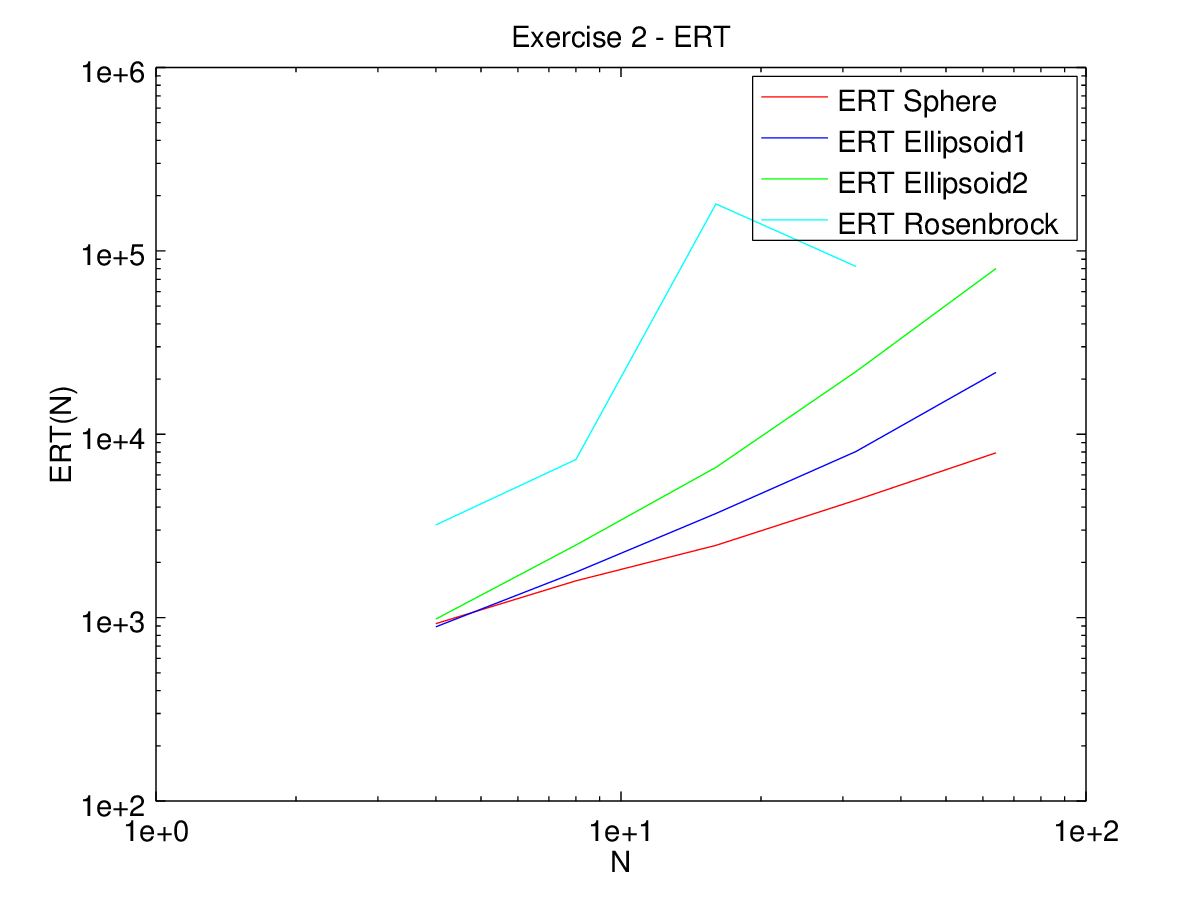 Exercise 2 - ERT
1e+6
ERT Sphere
ERT Ellipsoid1
ERT Ellipsoid2
ERT Rosenbrock
1e+5
ERT(N)
1e+4
1e+3
1e+2
1e+0
1e+1
1e+2
N